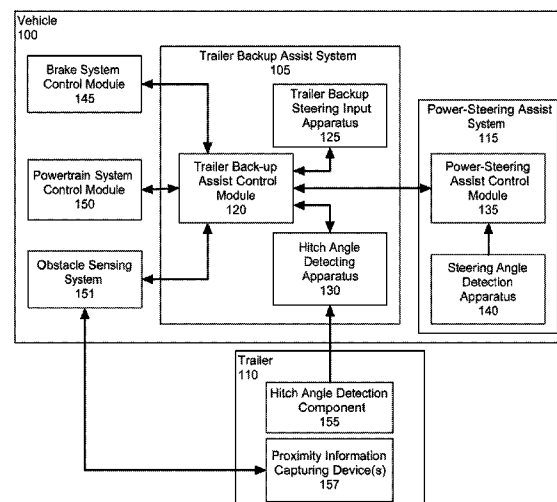 Vehicle
100
Brake System
Control Module
145
Powertrain System
Control Module
150
Obstacle Sensing
System
151
Trailer Backup Assist System
105
Trailer Backup
Steering Input
Apparatus
125
Trailer Back-up
Assist Control
Module
120
Hitch Angle
Detecting
Apparatus
130
Power-Steering Assist
System
115
Power-Steering
Assist Control
Module
135
Steering Angle
Detection
Apparatus
140
Trailer
110
Hitch Angle Detection
Component
155
Proximity Information
Capturing Device(s)
157